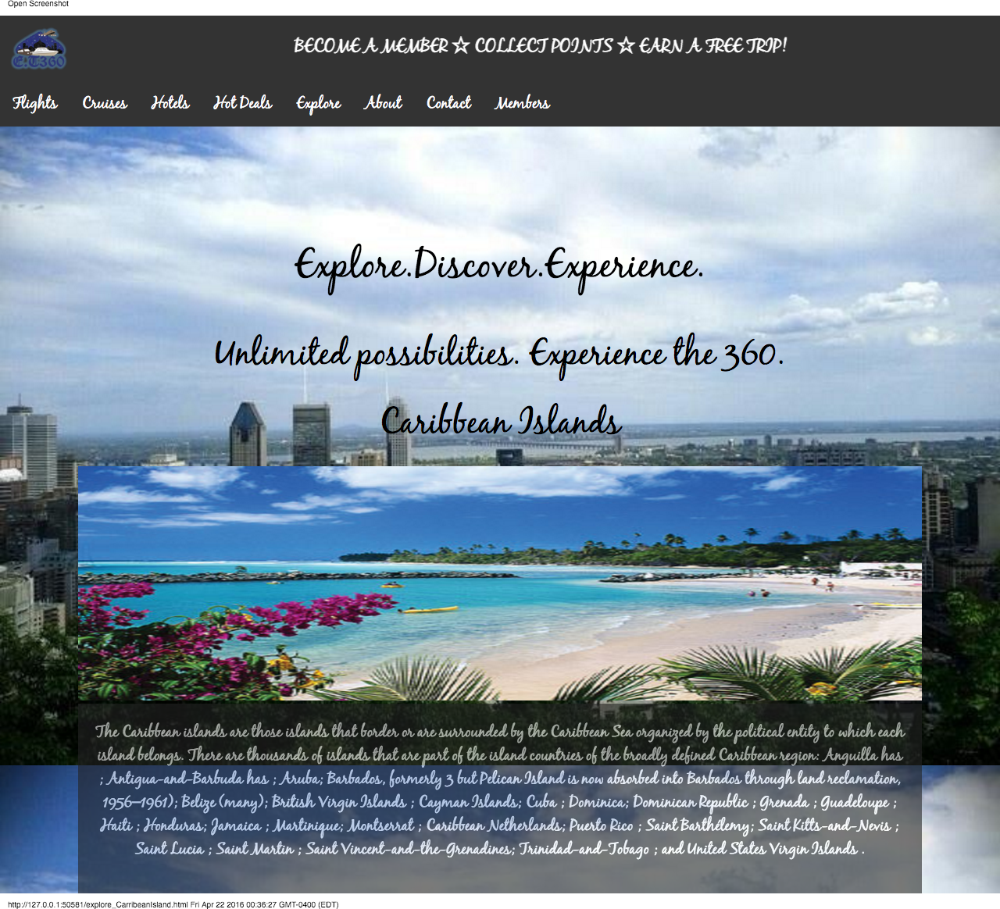 Open Screenshot
E.T360
BECOME A MEMBER ☆ COLLECT POINTS ☆ EARN A FREE TRIP!
Flights Cruises Hotels Hot Deals Explore About Contact Members
Explore.Discover.Experience.
Unlimited possibilities. Experience the 360.
Caribbean Islands
The Caribbean islands are those islands that border or are surrounded by the Caribbean Sea organized by the political entity to which each
island belongs. There are thousands of islands that are part of the island countries of the broadly defined Caribbean region: Anguilla has
; Antigua-and-Barbuda has ; Aruba; Barbados, formerly 3 but Pelican Island is now absorbed into Barbados through land reclamation,
1956–1961); Belize (many); British Virgin Islands ; Cayman Islands; Cuba ; Dominica; Dominican Republic ; Grenada ; Guadeloupe ;
Haiti ; Honduras; Jamaica ; Martinique; Montserrat ; Caribbean Netherlands; Puerto Rico ; Saint Barthélemy; Saint Kitts-and-Nevis ;
Saint Lucia ; Saint Martin ; Saint Vincent-and-the-Grenadines; Trinidad-and-Tobago ; and United States Virgin Islands .
http://127.0.0.1:50581/explore_CarribeanIsland.html Fri Apr 22 2016 00:36:27 GMT-0400 (EDT)